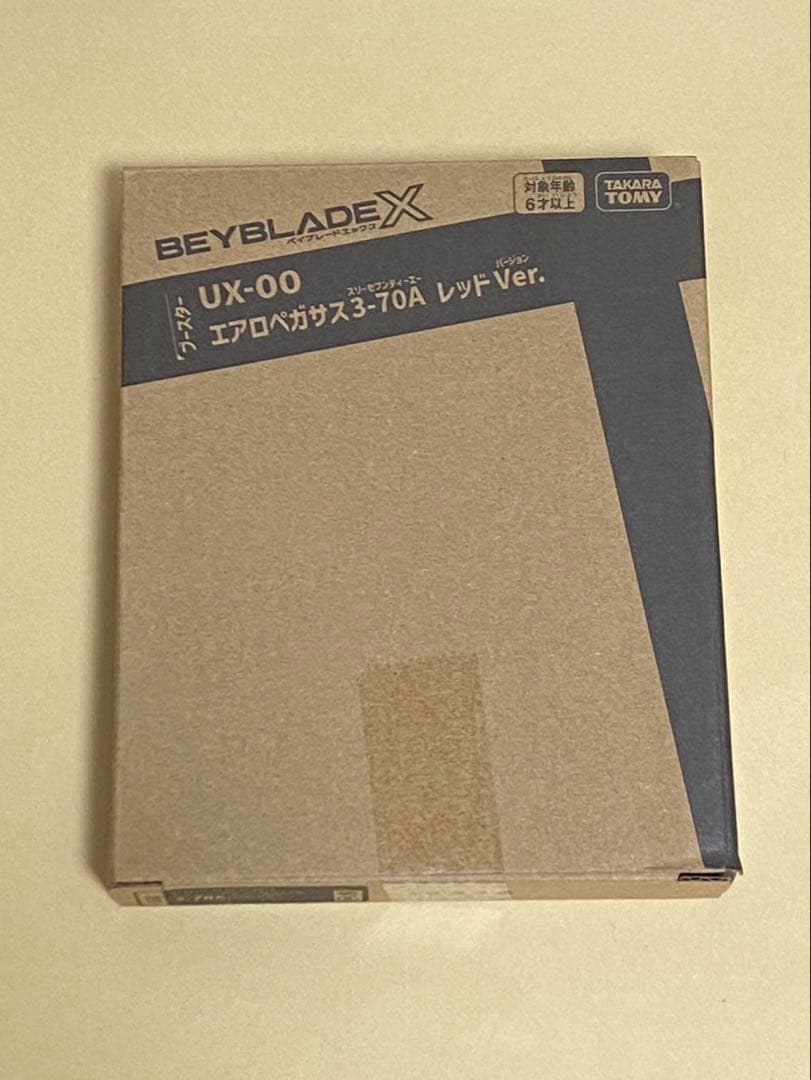 BEYBLADE X
ベイブレードエックス
対象年齢
6才以上
TAKARA
TOMY
ブースター
UX-00
スリーセブンティーエー
バージョン
エアロペガサス3-70A レッドVer.